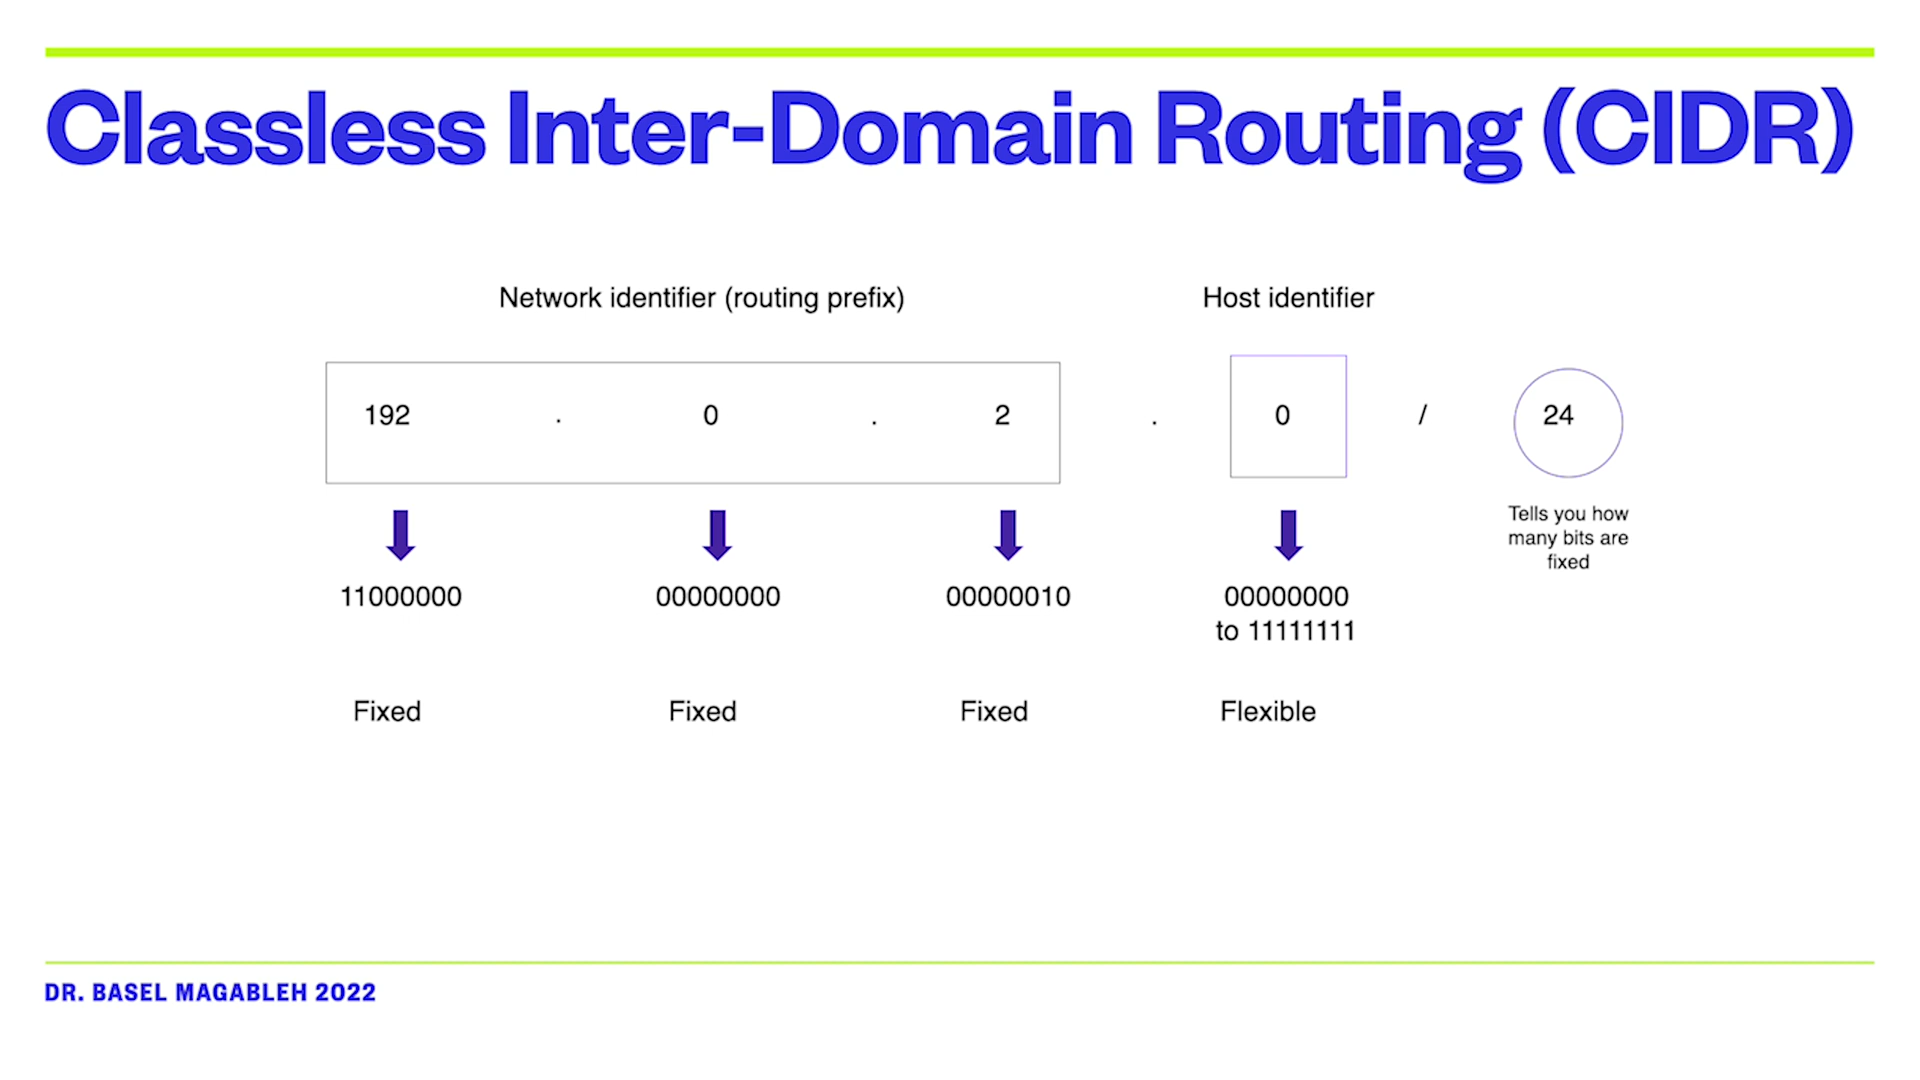 Classless Inter-Domain Routing (CIDR)
Network identifier (routing prefix)
Host identifier
192 . 0 . 2 . 0 / 24
Tells you how
many bits are
fixed
11000000 00000000 00000010 00000000
to 11111111
Fixed Fixed Fixed Flexible
DR. BASEL MAGABLEH 2022